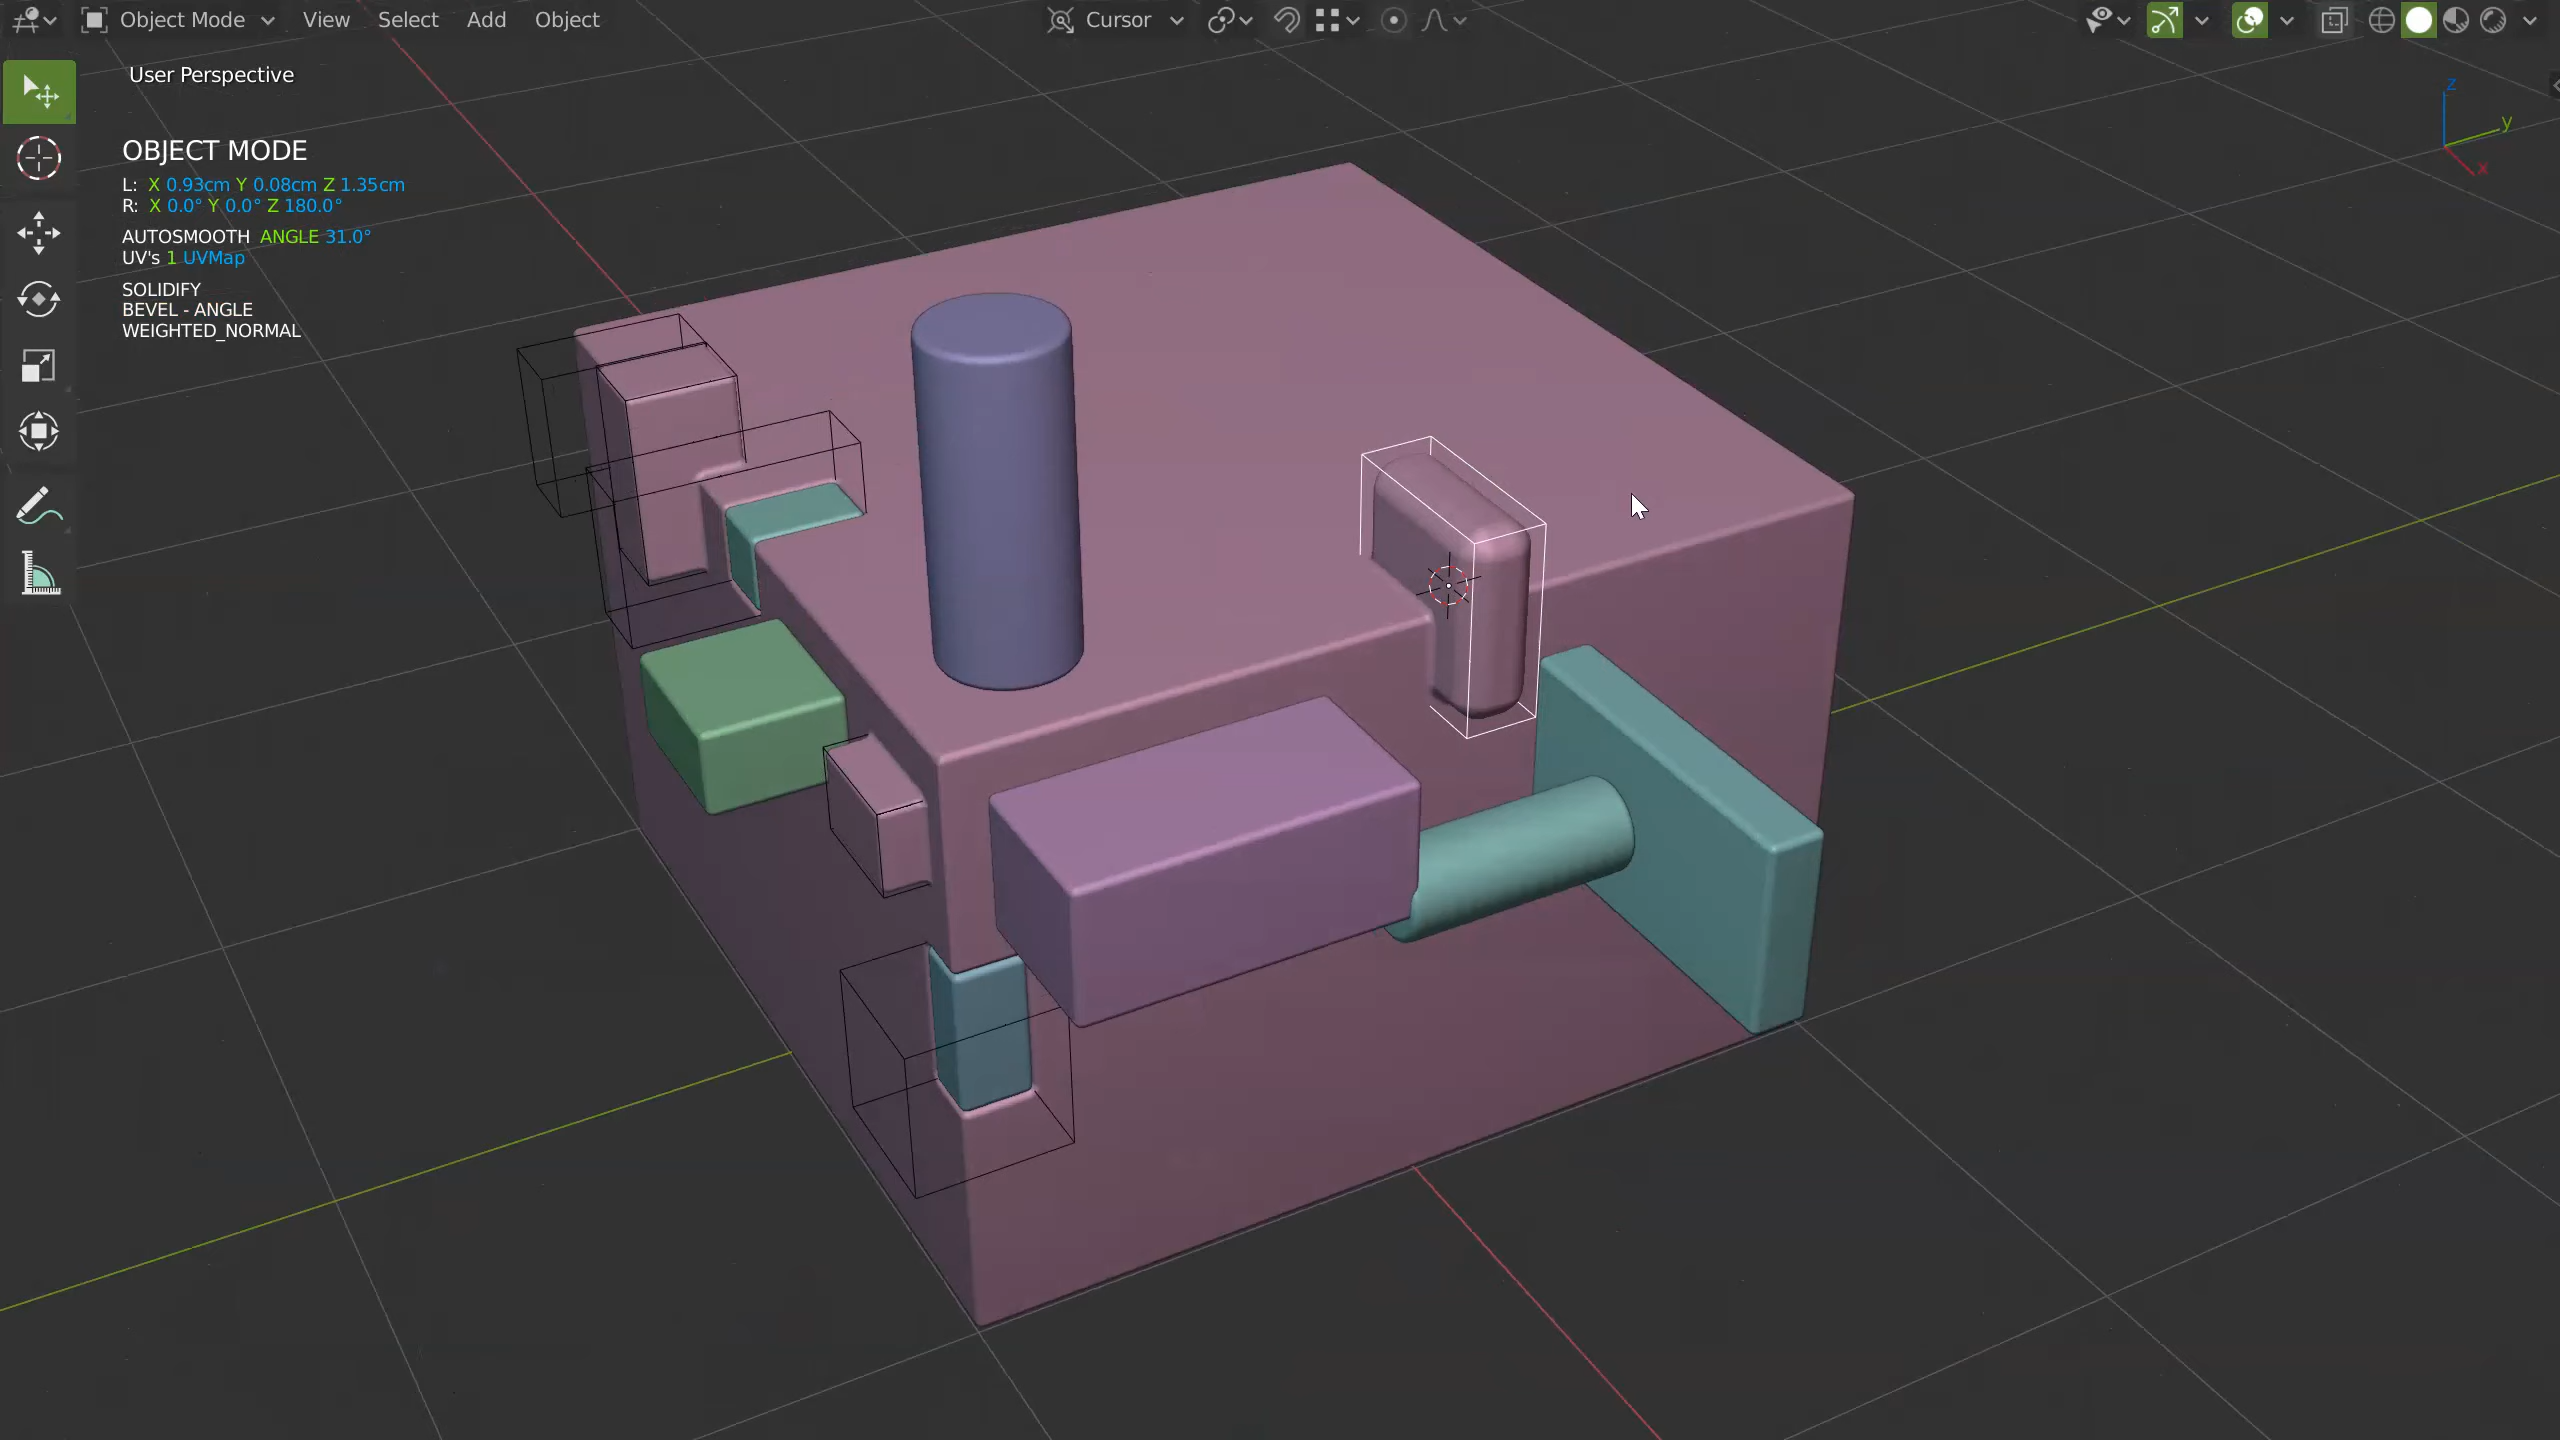 Object Mode View Select Add Object Cursor
User Perspective
OBJECT MODE
L: X 0.93cm Y 0.08cm Z 1.35cm
R: X 0.0° Y 0.0° Z 180.0°
AUTOSMOOTH ANGLE 31.0°
UV's 1 UVMap
SOLIDIFY
BEVEL - ANGLE
WEIGHTED_NORMAL
z
y
x